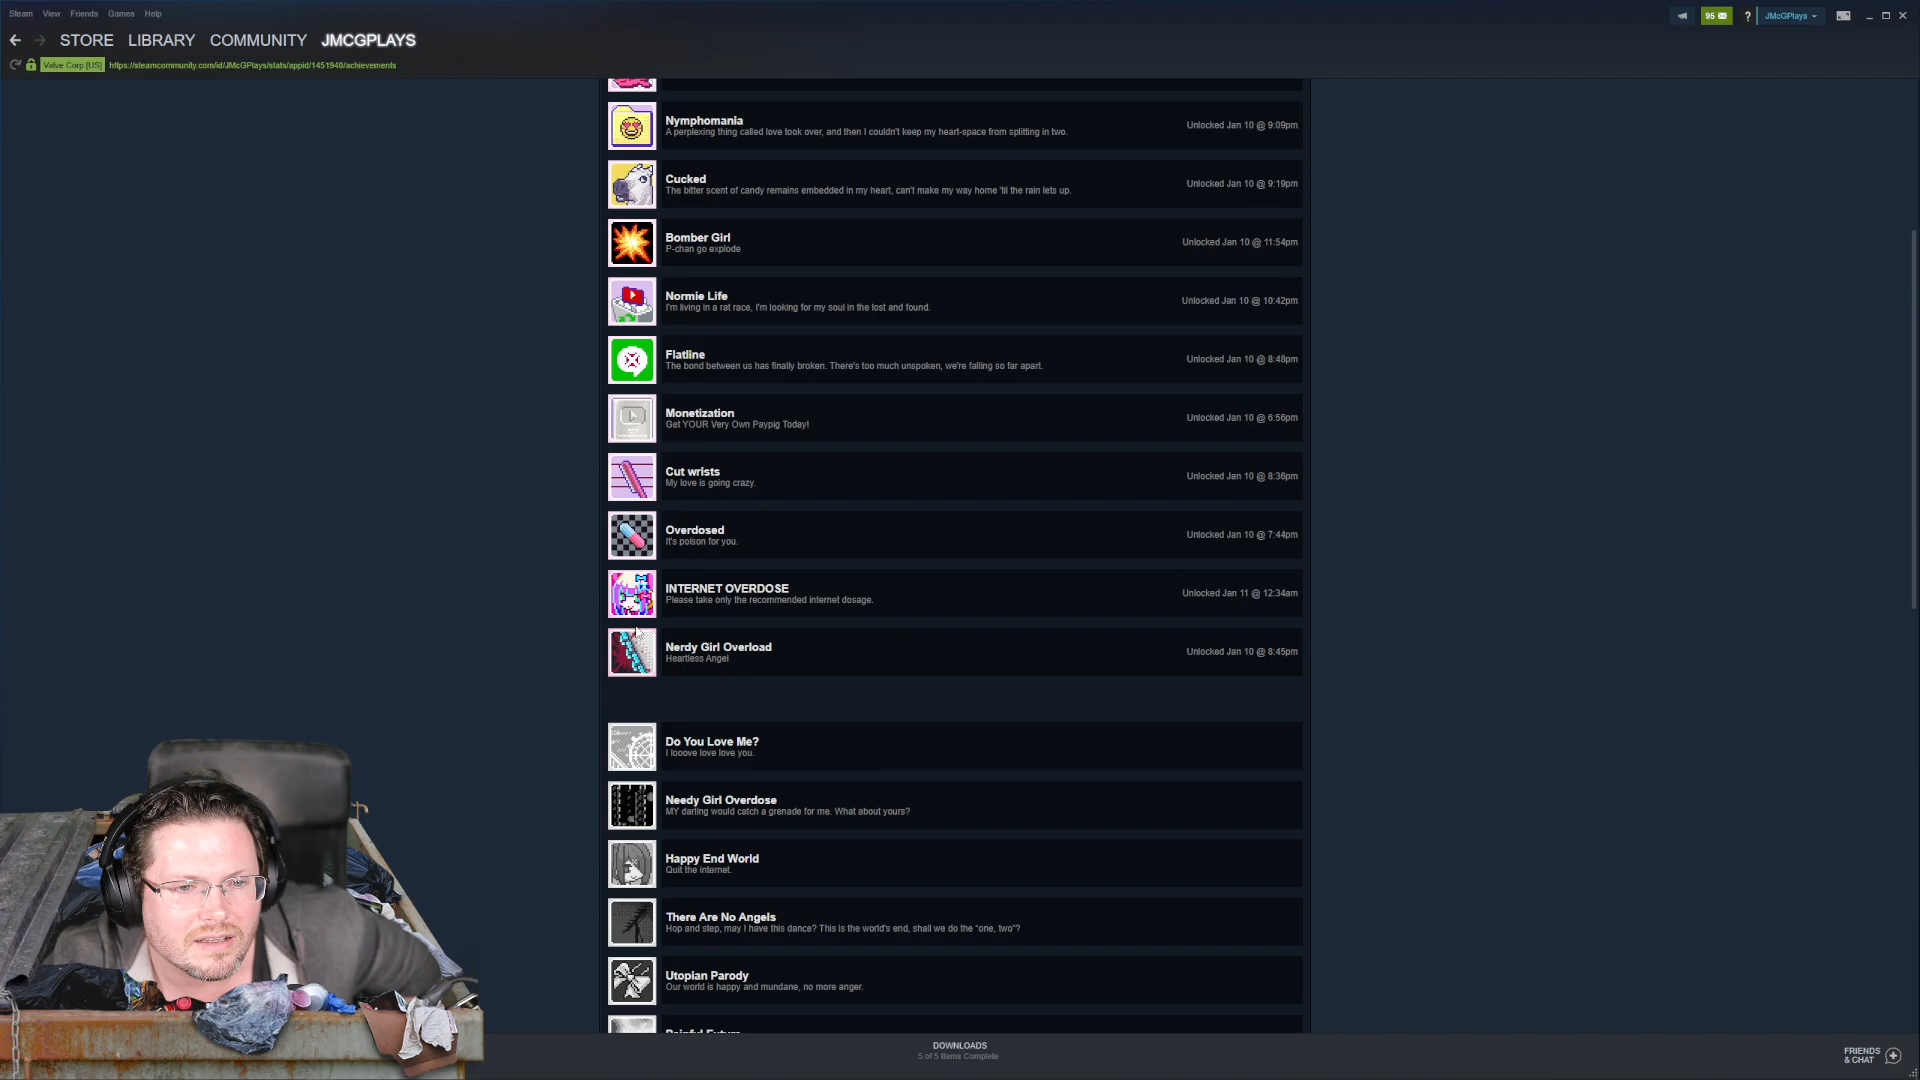 Steam View Friends Games Help
95 ? JMcGPlays
STORE LIBRARY COMMUNITY JMCGPLAYS
Valve Corp [US] https://steamcommunity.com/id/JMcGPlays/stats/appid/1451940/achievements
Nymphomania
A perplexing thing called love took over, and then I couldn't keep my heart-space from splitting in two.
Unlocked Jan 10 @ 9:09pm
Cucked
The bitter scent of candy remains embedded in my heart, can't make my way home 'til the rain lets up.
Unlocked Jan 10 @ 9:19pm
Bomber Girl
P-chan go explode
Unlocked Jan 10 @ 11:54pm
Normie Life
I'm living in a rat race, I'm looking for my soul in the lost and found.
Unlocked Jan 10 @ 10:42pm
Flatline
The bond between us has finally broken. There's too much unspoken, we're falling so far apart.
Unlocked Jan 10 @ 8:48pm
Monetization
Get YOUR Very Own Paypig Today!
Unlocked Jan 10 @ 6:56pm
Cut wrists
My love is going crazy.
Unlocked Jan 10 @ 8:36pm
Overdosed
It's poison for you.
Unlocked Jan 10 @ 7:44pm
INTERNET OVERDOSE
Please take only the recommended internet dosage.
Unlocked Jan 11 @ 12:34am
Nerdy Girl Overload
Heartless Angel
Unlocked Jan 10 @ 8:45pm
Do You Love Me?
I looove love love you.
Needy Girl Overdose
MY darling would catch a grenade for me. What about yours?
Happy End World
Quit the internet.
There Are No Angels
Hop and step, may I have this dance? This is the world's end, shall we do the "one, two"?
Utopian Parody
Our world is happy and mundane, no more anger.
DOWNLOADS
5 of 5 Items Complete
FRIENDS
& CHAT